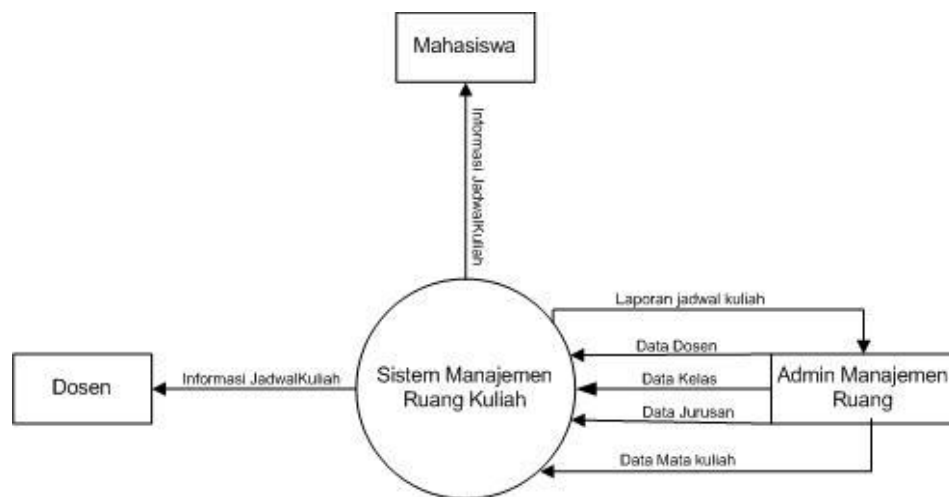 Mahasiswa
Informasi JadwalKuliah
Laporan jadwal kuliah
Data Dosen
Dosen
Informasi JadwalKuliah
Sistem Manajemen
Ruang Kuliah
Data Kelas
Admin Manajemen
Ruang
Data Jurusan
Data Mata kuliah